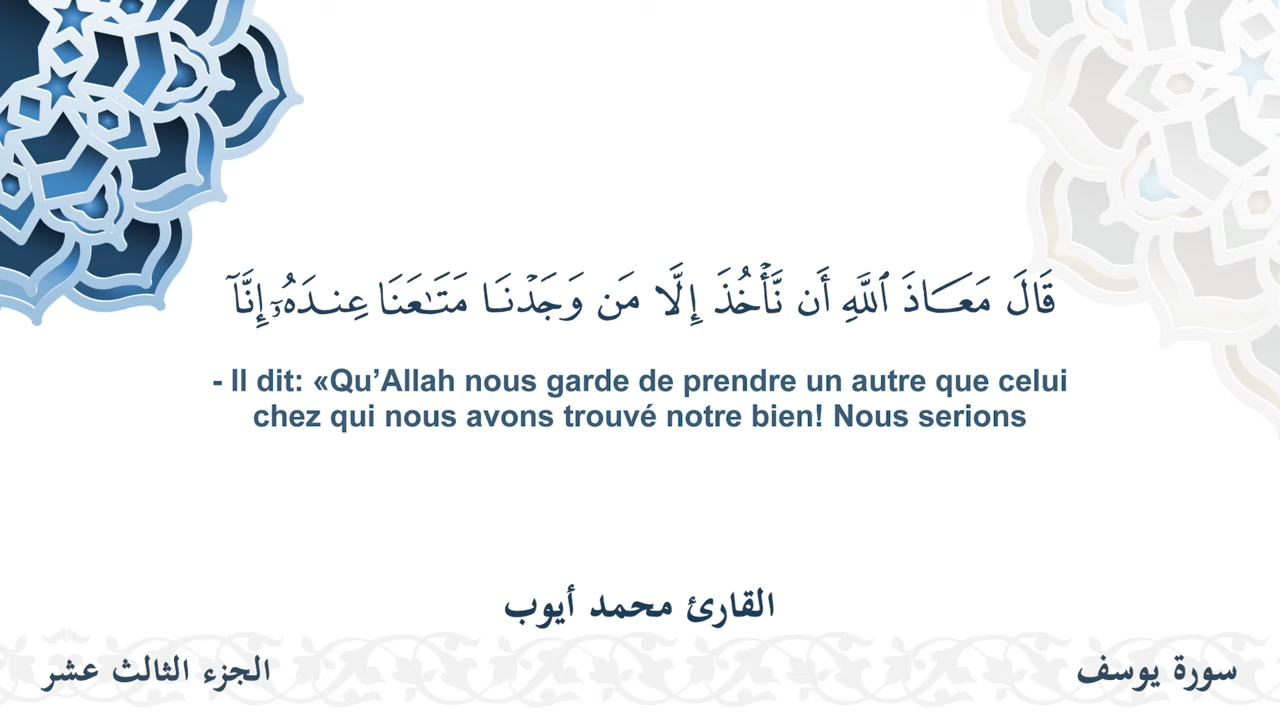 قَالَ مَعَاذَ ٱللَّهِ أَن نَّأْخُذَ إِلَّا مَن وَجَدْنَا مَتَـٰعَنَا عِندَهُۥٓ إِنَّآ
- Il dit: «Qu’Allah nous garde de prendre un autre que celui
chez qui nous avons trouvé notre bien! Nous serions
القارئ محمد أيوب
سورة يوسف
الجزء الثالث عشر